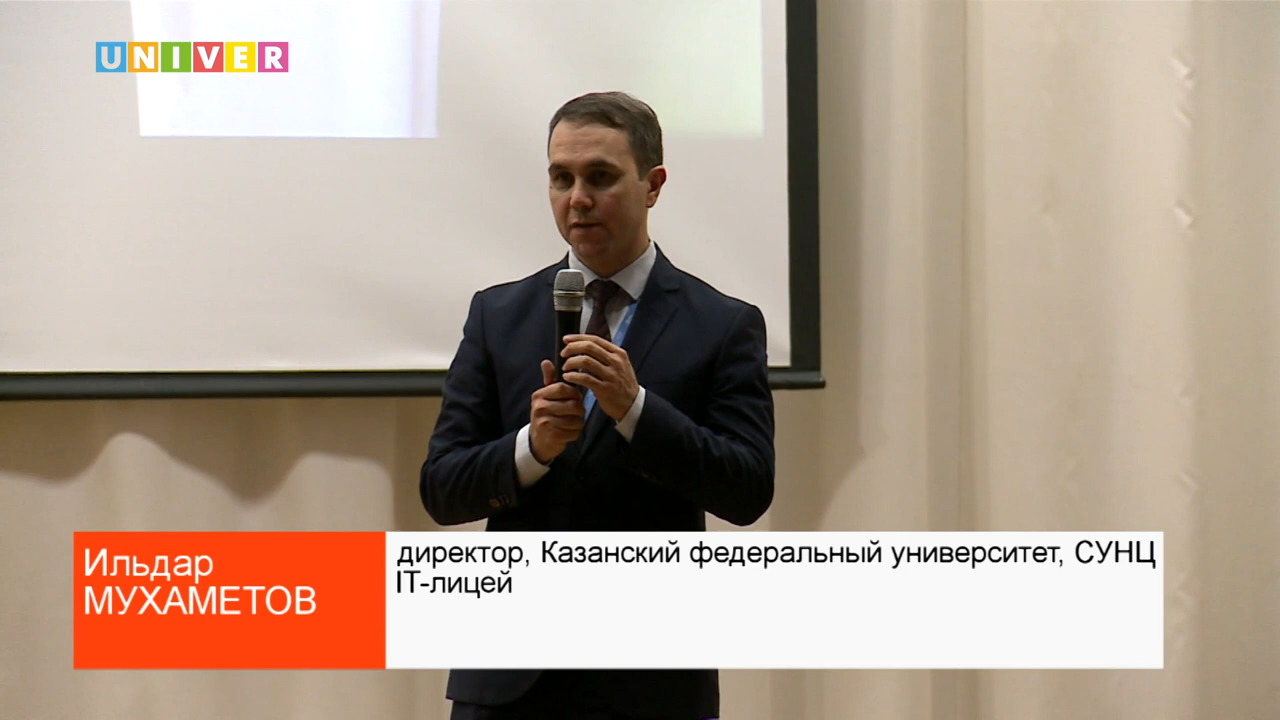 UNIVER
Ильдар
МУХАМЕТОВ
директор, Казанский федеральный университет, СУНЦ
IT-лицей